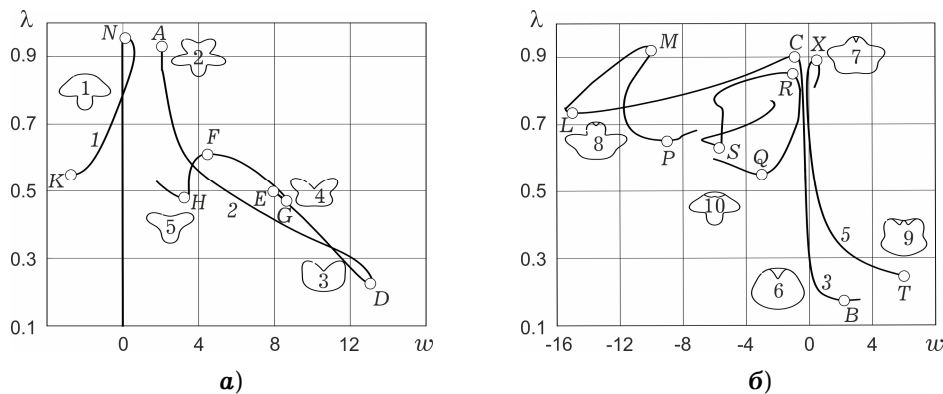 λ
0.9
0.7
0.5
0.3
0.1
0
4
8
12
w
N
A
1
2
1
K
F
H
5
2
E
G
4
3
D
а)
λ
0.9
0.7
0.5
0.3
0.1
-16
-12
-8
-4
0
4
w
M
C
X
7
R
L
8
P
S
Q
10
5
9
6
3
B
T
б)